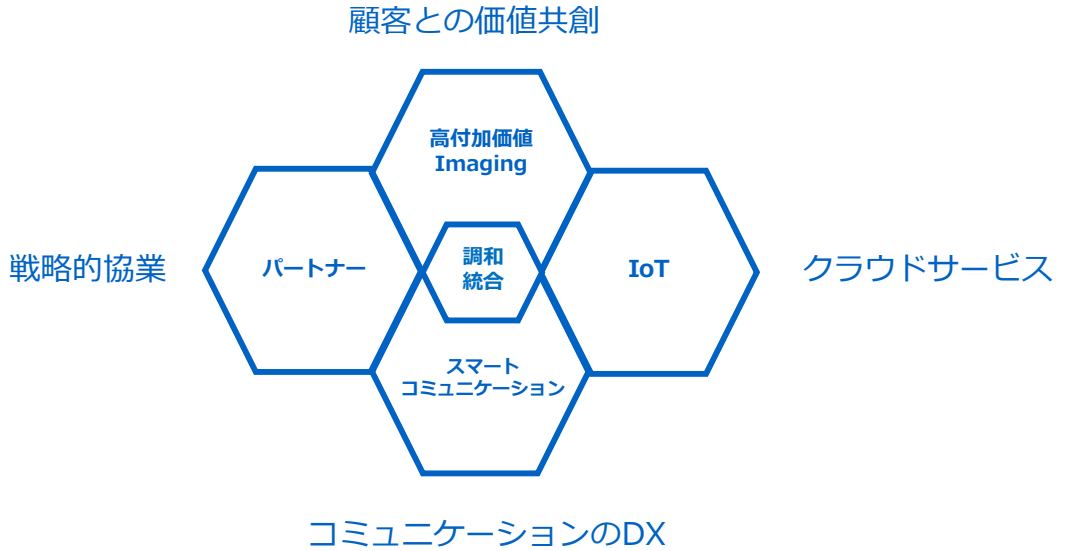 顧客との価値共創
高付加価値
Imaging
戦略的協業
パートナー
調和
統合
IoT
クラウドサービス
スマート
コミュニケーション
コミュニケーションのDX